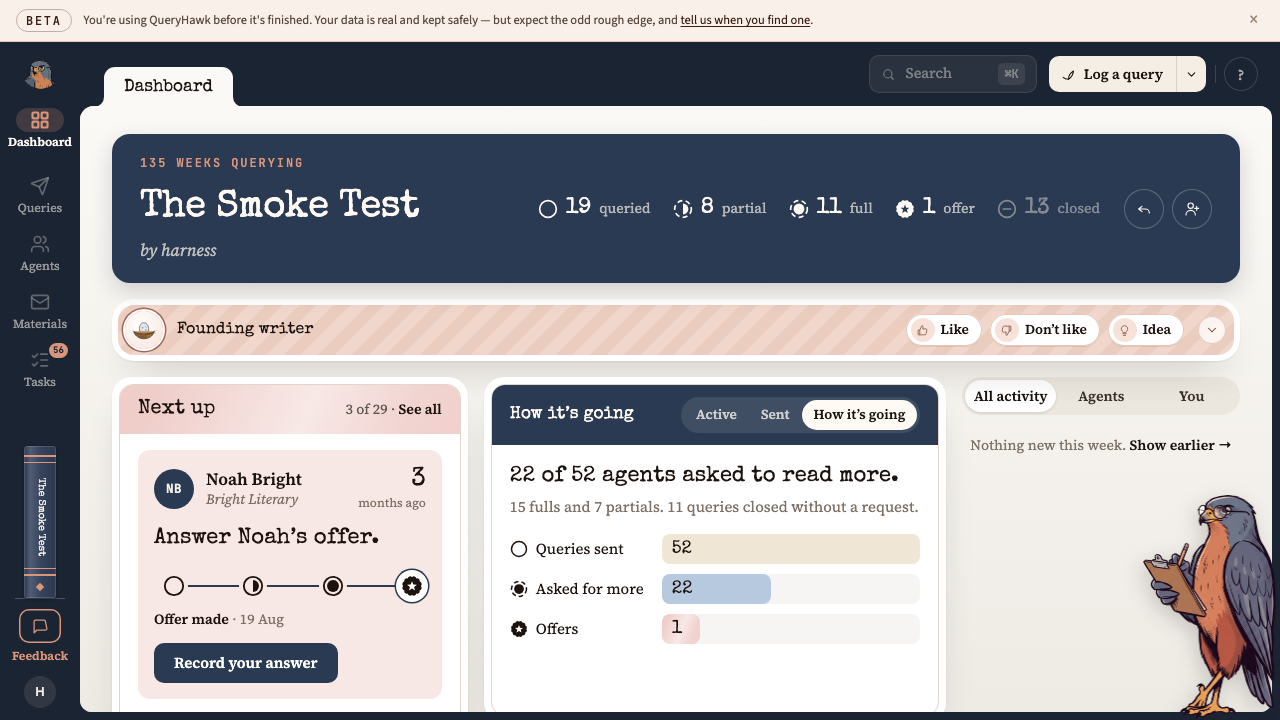 BETA
You're using QueryHawk before it's finished. Your data is real and kept safely — but expect the odd rough edge, and tell us when you find one.
×
Dashboard
Search
⌘K
Log a query
?
Dashboard
Queries
Agents
Materials
56
Tasks
The Smoke Test
Feedback
H
135 WEEKS QUERYING
The Smoke Test
by harness
19 queried
8 partial
11 full
1 offer
13 closed
Founding writer
Like
Don't like
Idea
Next up
3 of 29 · See all
NB
Noah Bright
Bright Literary
3
months ago
Answer Noah's offer.
Offer made · 19 Aug
Record your answer
How it's going
Active
Sent
How it's going
22 of 52 agents asked to read more.
15 fulls and 7 partials. 11 queries closed without a request.
Queries sent
52
Asked for more
22
Offers
1
All activity
Agents
You
Nothing new this week. Show earlier →